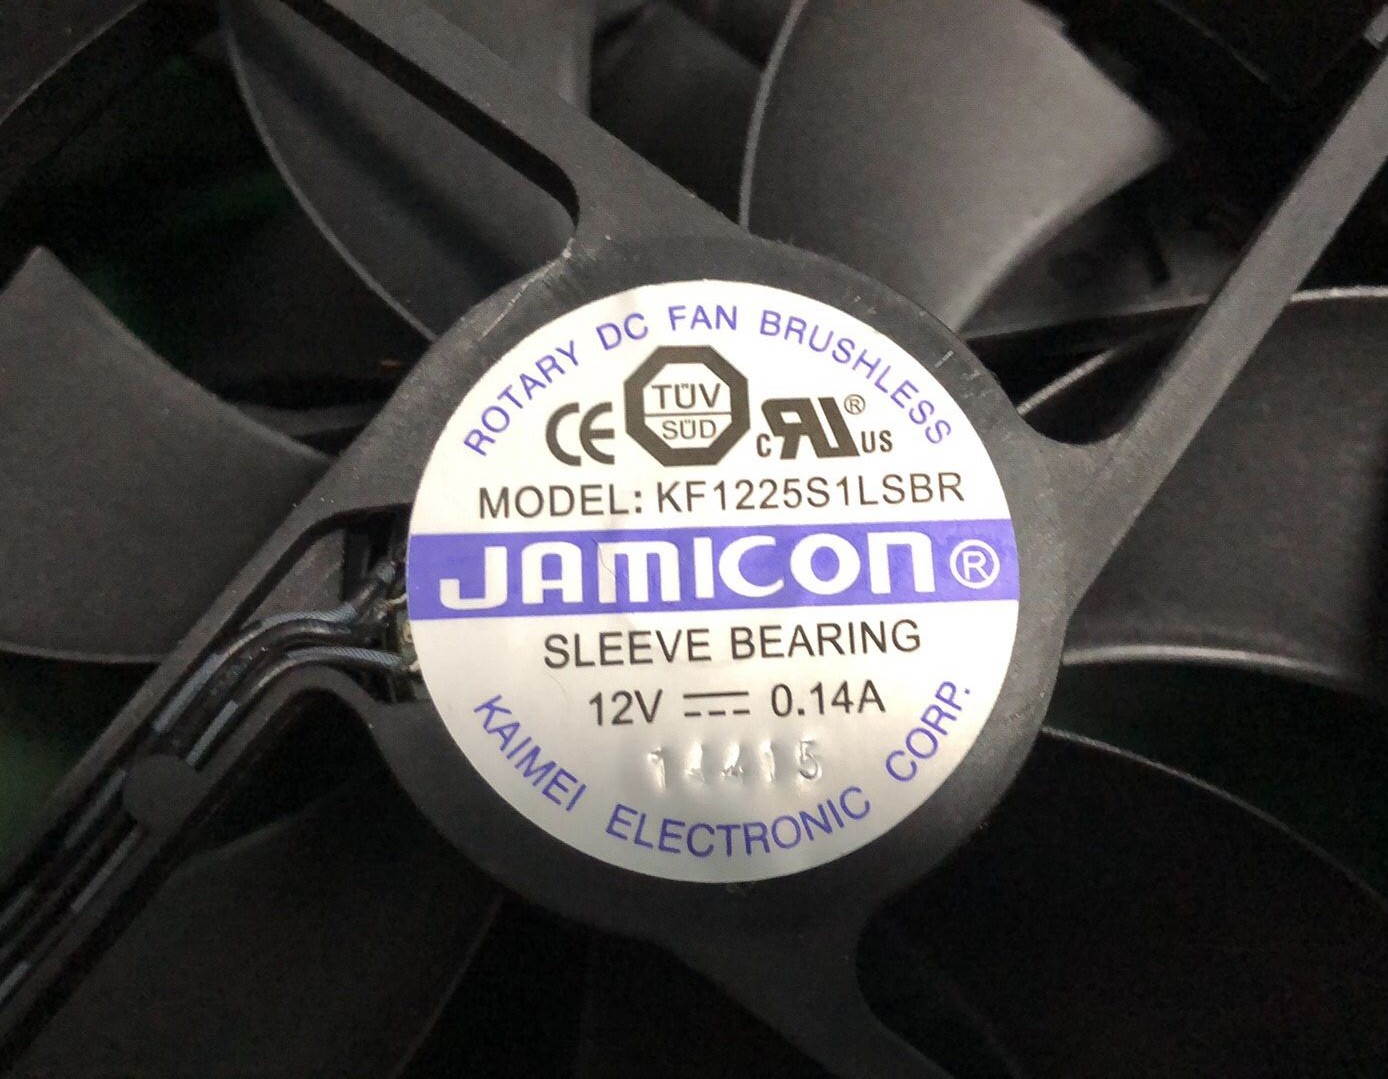 ROTARY DC FAN BRUSHLESS
CE TÜV SÜD c RU® US
MODEL: KF1225S1LSBR
JAMICON®
SLEEVE BEARING
12V ⎓ 0.14A
KAIMEI ELECTRONIC CORP.